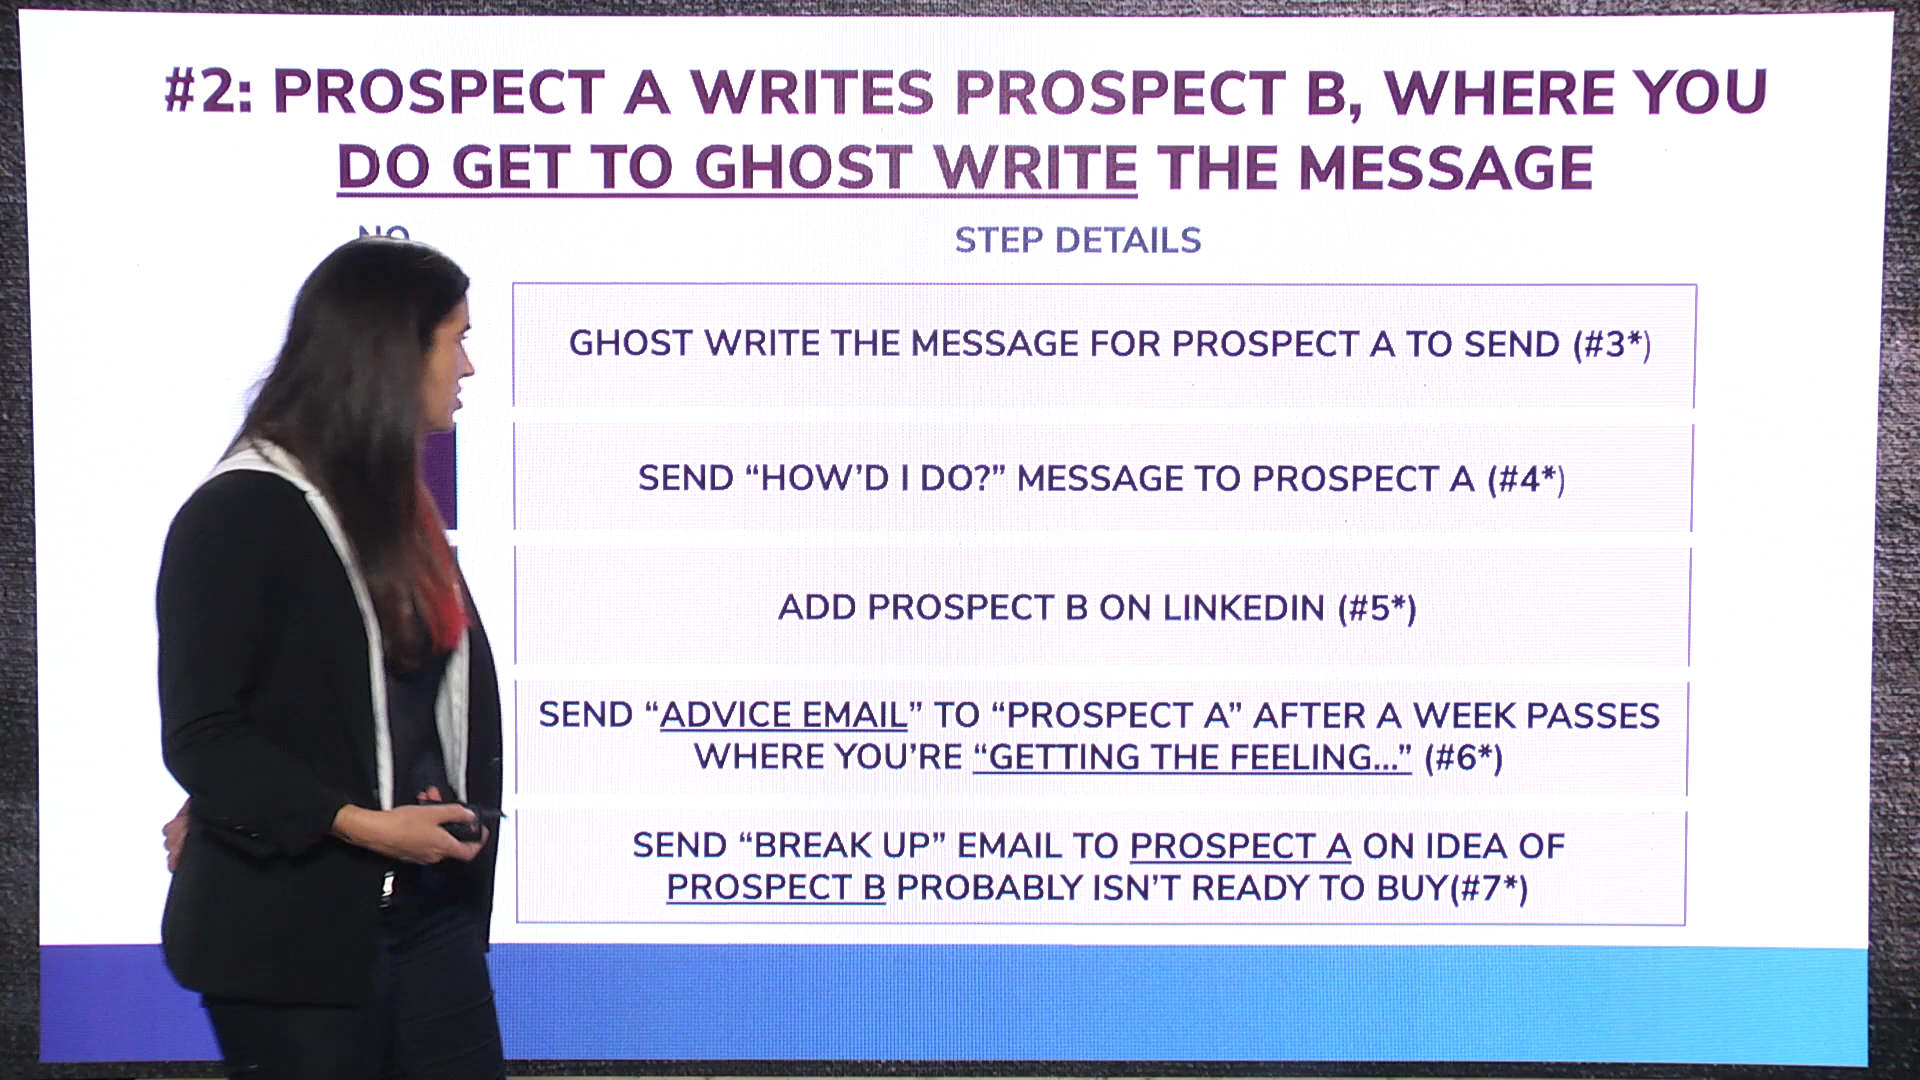 #2: PROSPECT A WRITES PROSPECT B, WHERE YOU
DO GET TO GHOST WRITE THE MESSAGE
NO
STEP DETAILS
GHOST WRITE THE MESSAGE FOR PROSPECT A TO SEND (#3*)
SEND “HOW’D I DO?” MESSAGE TO PROSPECT A (#4*)
ADD PROSPECT B ON LINKEDIN (#5*)
SEND “ADVICE EMAIL” TO “PROSPECT A” AFTER A WEEK PASSES
WHERE YOU’RE “GETTING THE FEELING...” (#6*)
SEND “BREAK UP” EMAIL TO PROSPECT A ON IDEA OF
PROSPECT B PROBABLY ISN’T READY TO BUY(#7*)